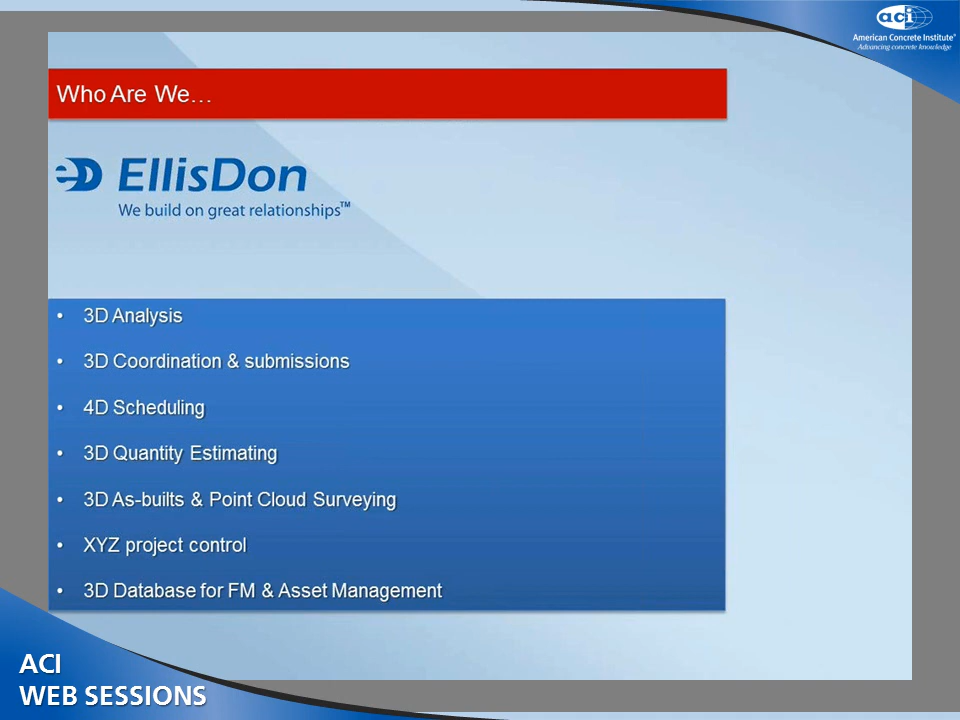 aci
American Concrete Institute®
Advancing concrete knowledge
Who Are We…
eD EllisDon
We build on great relationships™
• 3D Analysis
• 3D Coordination & submissions
• 4D Scheduling
• 3D Quantity Estimating
• 3D As-builts & Point Cloud Surveying
• XYZ project control
• 3D Database for FM & Asset Management
ACI
WEB SESSIONS